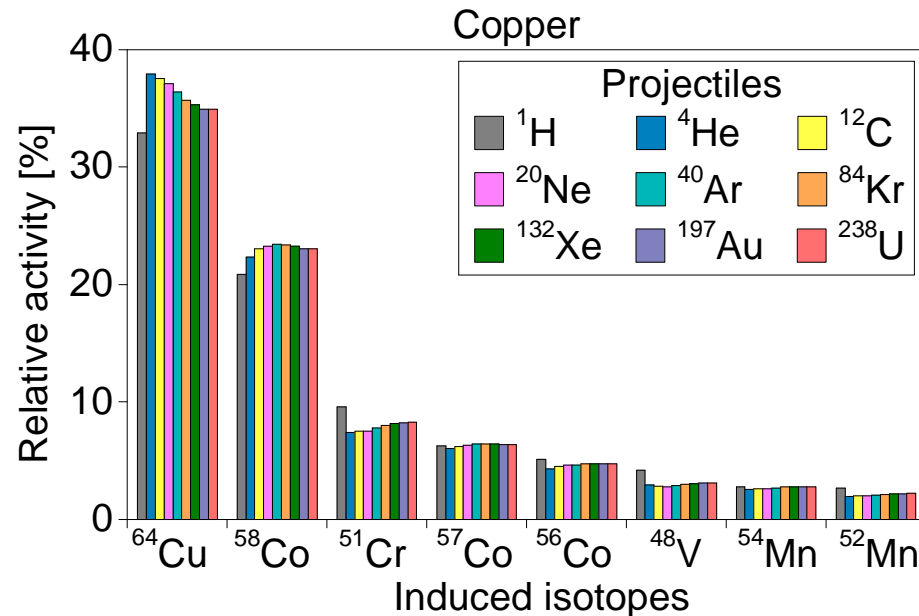 Copper
Relative activity [%]
40
30
20
10
0
Projectiles
¹H ⁴He ¹²C
²⁰Ne ⁴⁰Ar ⁸⁴Kr
¹³²Xe ¹⁹⁷Au ²³⁸U
⁶⁴Cu ⁵⁸Co ⁵¹Cr ⁵⁷Co ⁵⁶Co ⁴⁸V ⁵⁴Mn ⁵²Mn
Induced isotopes